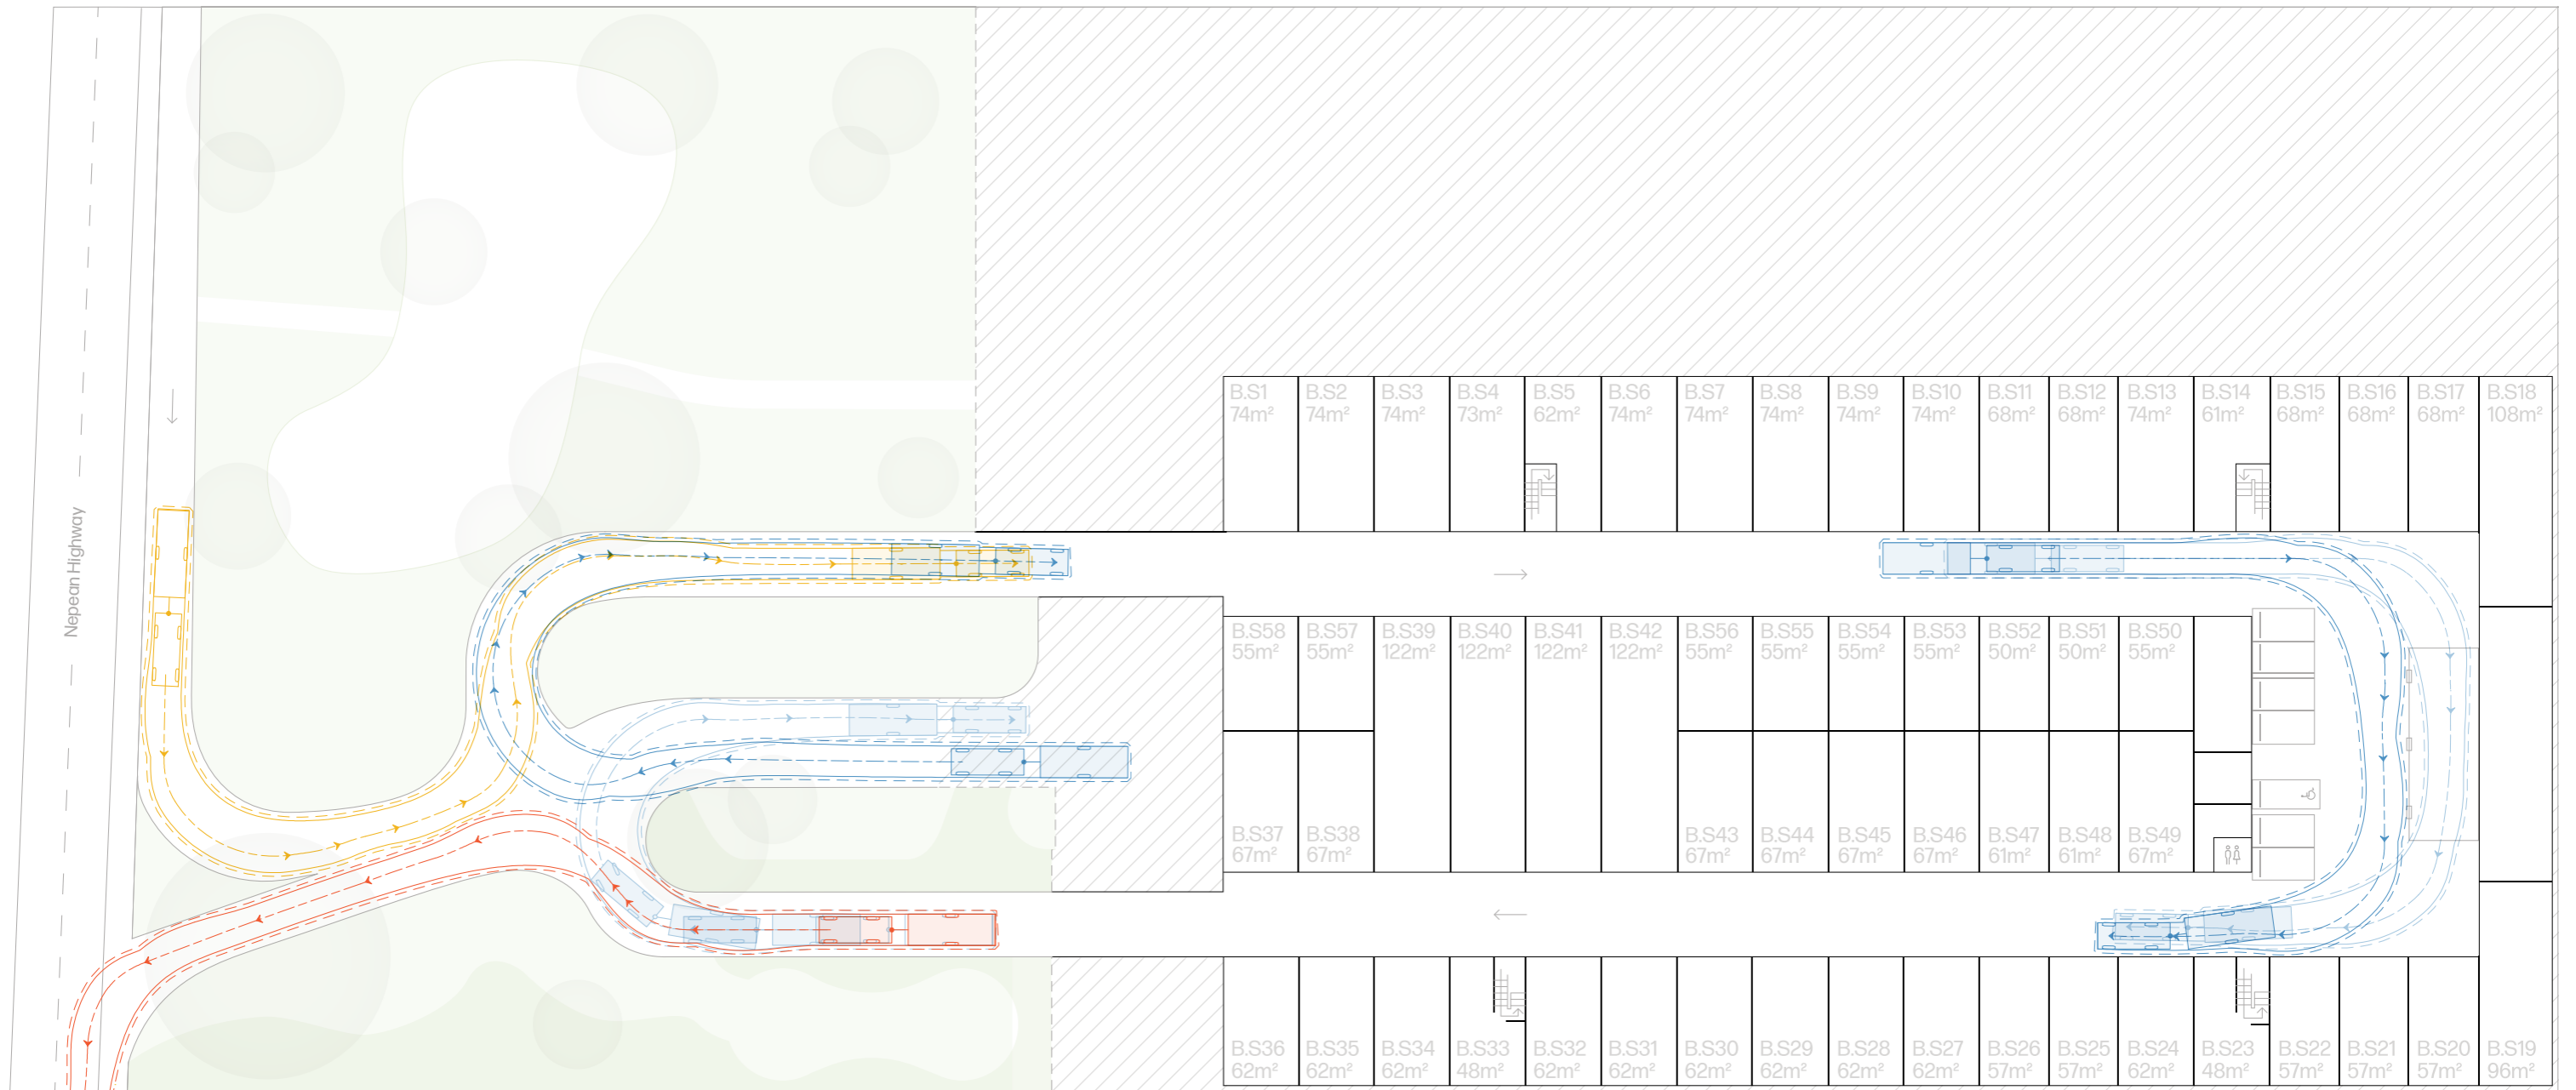 Nepean Highway
B.S1
74m²
B.S2
74m²
B.S3
74m²
B.S4
73m²
B.S5
62m²
B.S6
74m²
B.S7
74m²
B.S8
74m²
B.S9
74m²
B.S10
74m²
B.S11
68m²
B.S12
68m²
B.S13
74m²
B.S14
61m²
B.S15
68m²
B.S16
68m²
B.S17
68m²
B.S18
108m²
B.S58
55m²
B.S57
55m²
B.S39
122m²
B.S40
122m²
B.S41
122m²
B.S42
122m²
B.S56
55m²
B.S55
55m²
B.S54
55m²
B.S53
55m²
B.S52
50m²
B.S51
50m²
B.S50
55m²
B.S37
67m²
B.S38
67m²
B.S43
67m²
B.S44
67m²
B.S45
67m²
B.S46
67m²
B.S47
61m²
B.S48
61m²
B.S49
67m²
B.S36
62m²
B.S35
62m²
B.S34
62m²
B.S33
48m²
B.S32
62m²
B.S31
62m²
B.S30
62m²
B.S29
62m²
B.S28
62m²
B.S27
62m²
B.S26
57m²
B.S25
57m²
B.S24
62m²
B.S23
48m²
B.S22
57m²
B.S21
57m²
B.S20
57m²
B.S19
96m²